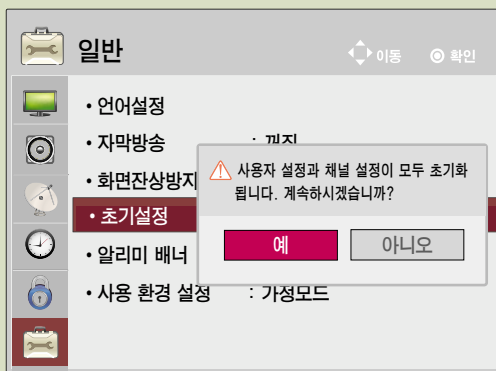 일반
이동 확인
• 언어설정
• 자막방송 : 꺼짐
• 화면잔상방지
• 초기설정
• 알리미 배너
• 사용 환경 설정 : 가정모드
사용자 설정과 채널 설정이 모두 초기화
됩니다. 계속하시겠습니까?
예 아니오